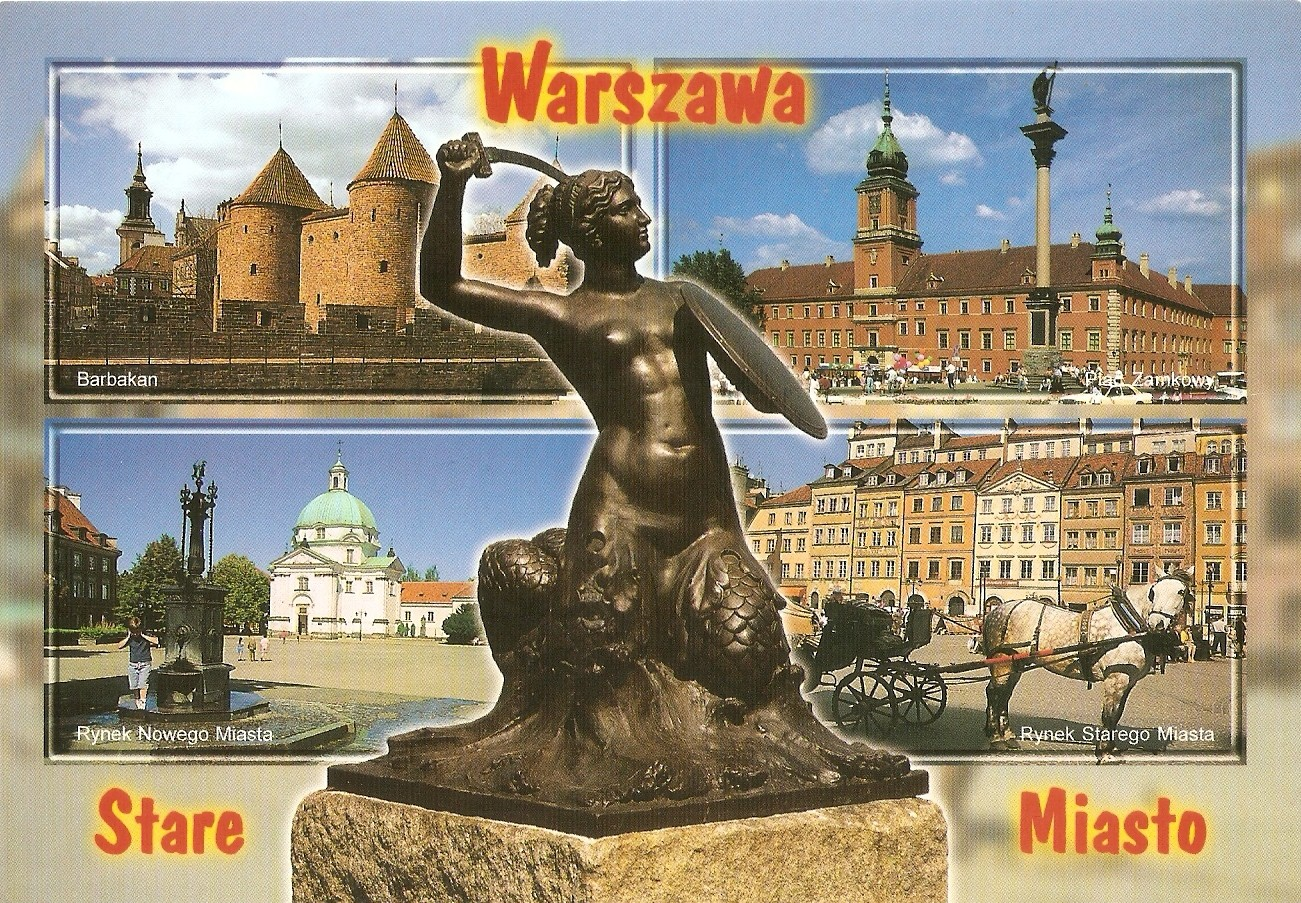 Warszawa
Barbakan
Plac Zamkowy
Rynek Nowego Miasta
Rynek Starego Miasta
Stare Miasto